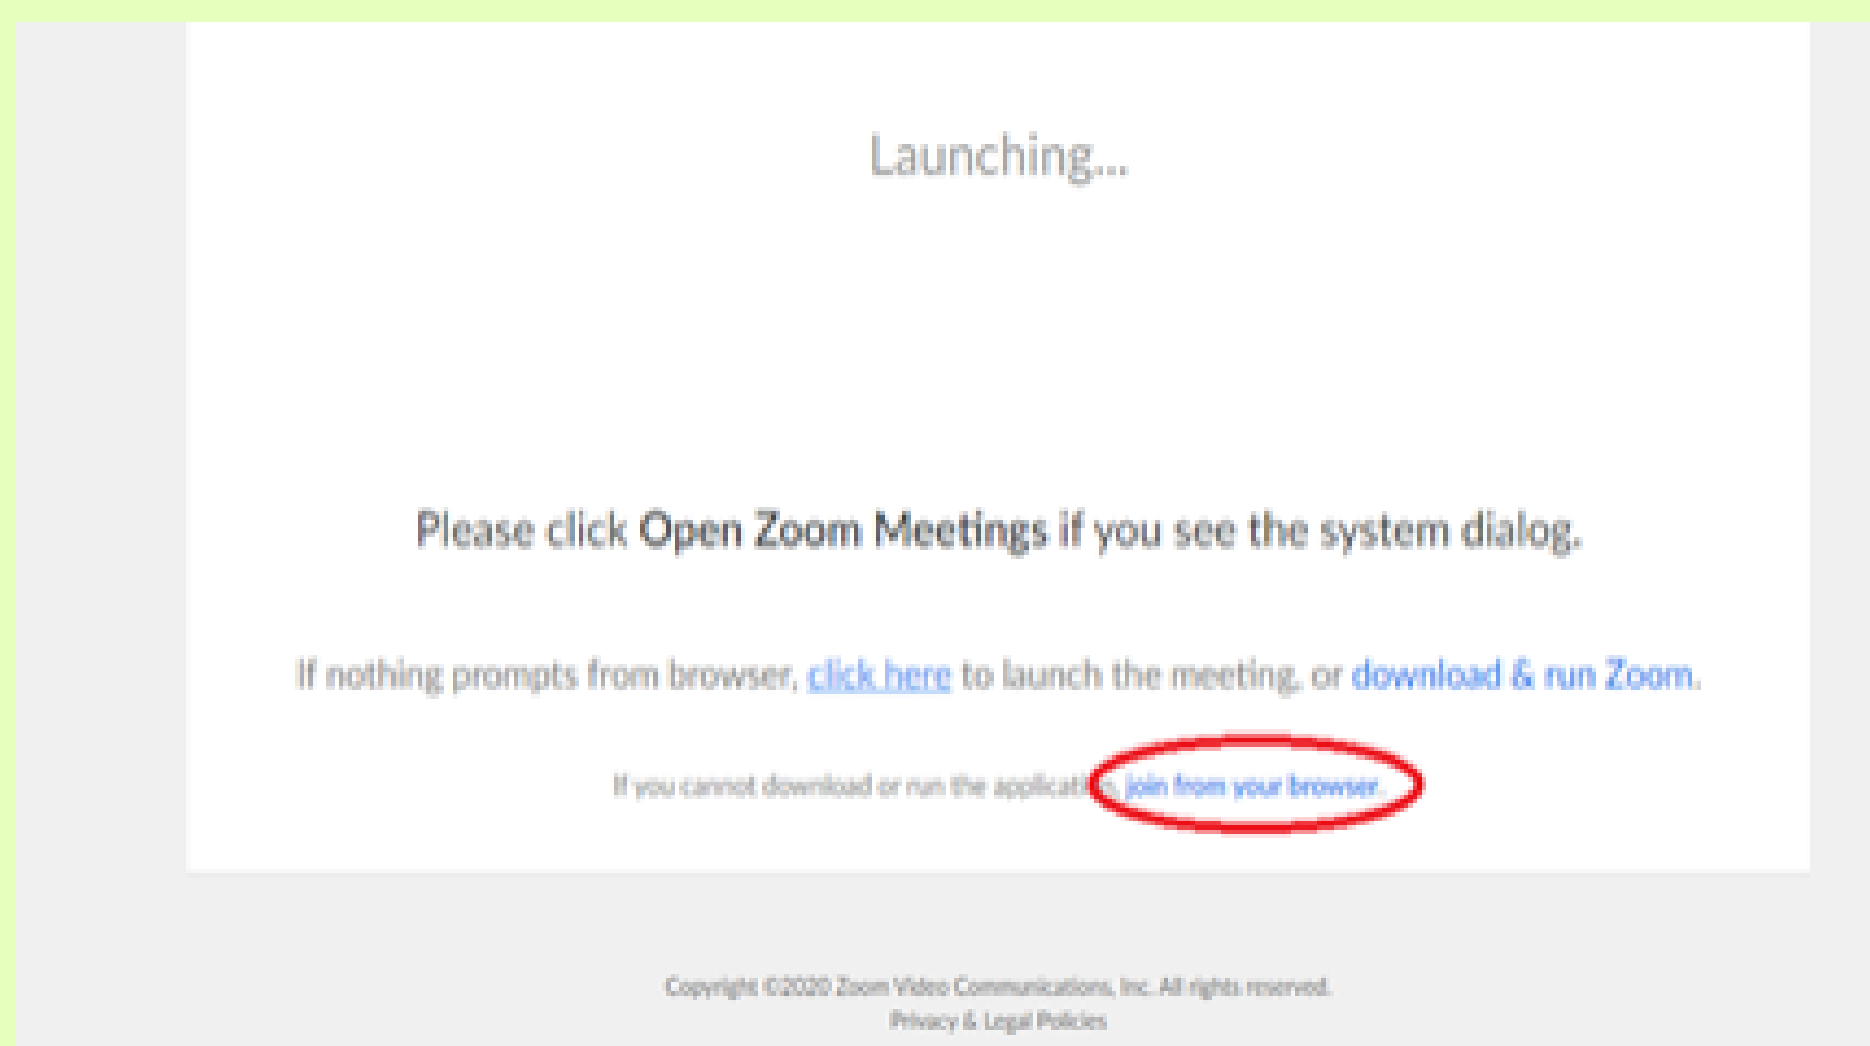 Launching...
Please click Open Zoom Meetings if you see the system dialog.
If nothing prompts from browser, click here to launch the meeting, or download & run Zoom.
If you cannot download or run the applicati , join from your browser.
Copyright ©2020 Zoom Video Communications, Inc. All rights reserved.
Privacy & Legal Policies